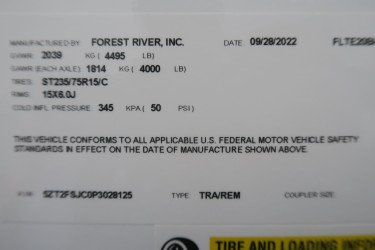 MANUFACTURED BY: FOREST RIVER, INC. DATE: 09/28/2022 FLTE20B
GVWR: 2039 KG ( 4495 LB)
GAWR (EACH AXLE): 1814 KG ( 4000 LB)
TIRES: ST235/75R15/C
RIMS: 15X6.0J
COLD INFL PRESSURE: 345 KPA ( 50 PSI)
THIS VEHICLE CONFORMS TO ALL APPLICABLE U.S. FEDERAL MOTOR VEHICLE SAFETY
STANDARDS IN EFFECT ON THE DATE OF MANUFACTURE SHOWN ABOVE.
5ZT2FSJC0P3028125 TYPE: TRA/REM COUPLER SIZE:
TIRE AND LOADING INFO